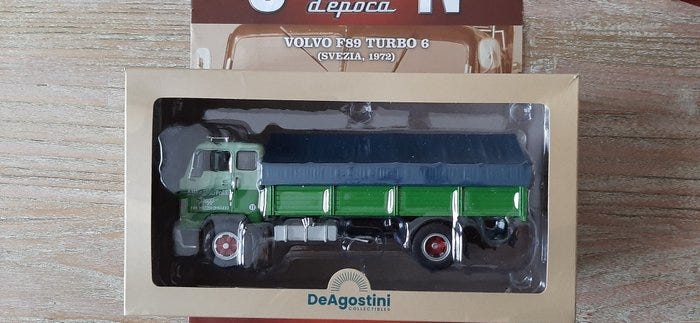 d'epoca
VOLVO F89 TURBO 6
(SVEZIA, 1972)
DeAgostini
COLLECTIBLES